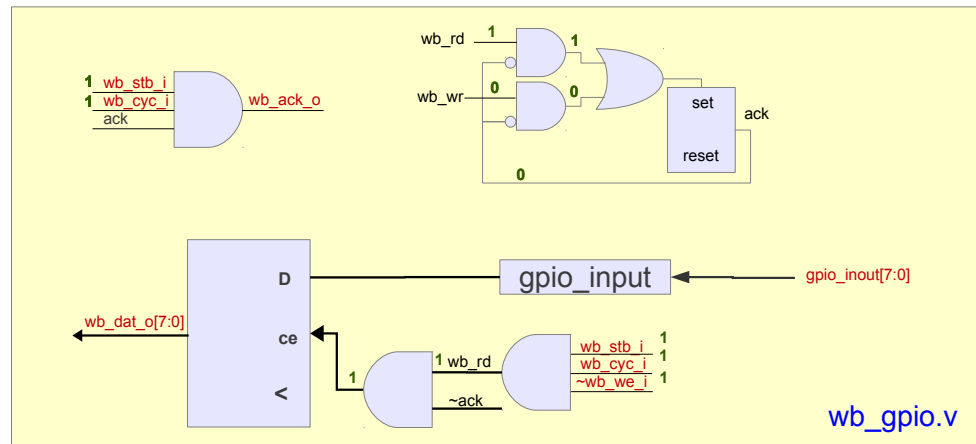 1 wb_stb_i
1 wb_cyc_i
ack
wb_ack_o
wb_rd 1
1
wb_wr 0
0
set
reset
ack
0
D
ce
<
wb_dat_o[7:0]
gpio_input
gpio_inout[7:0]
1
1 wb_rd
~ack
wb_stb_i 1
wb_cyc_i 1
~wb_we_i 1
wb_gpio.v